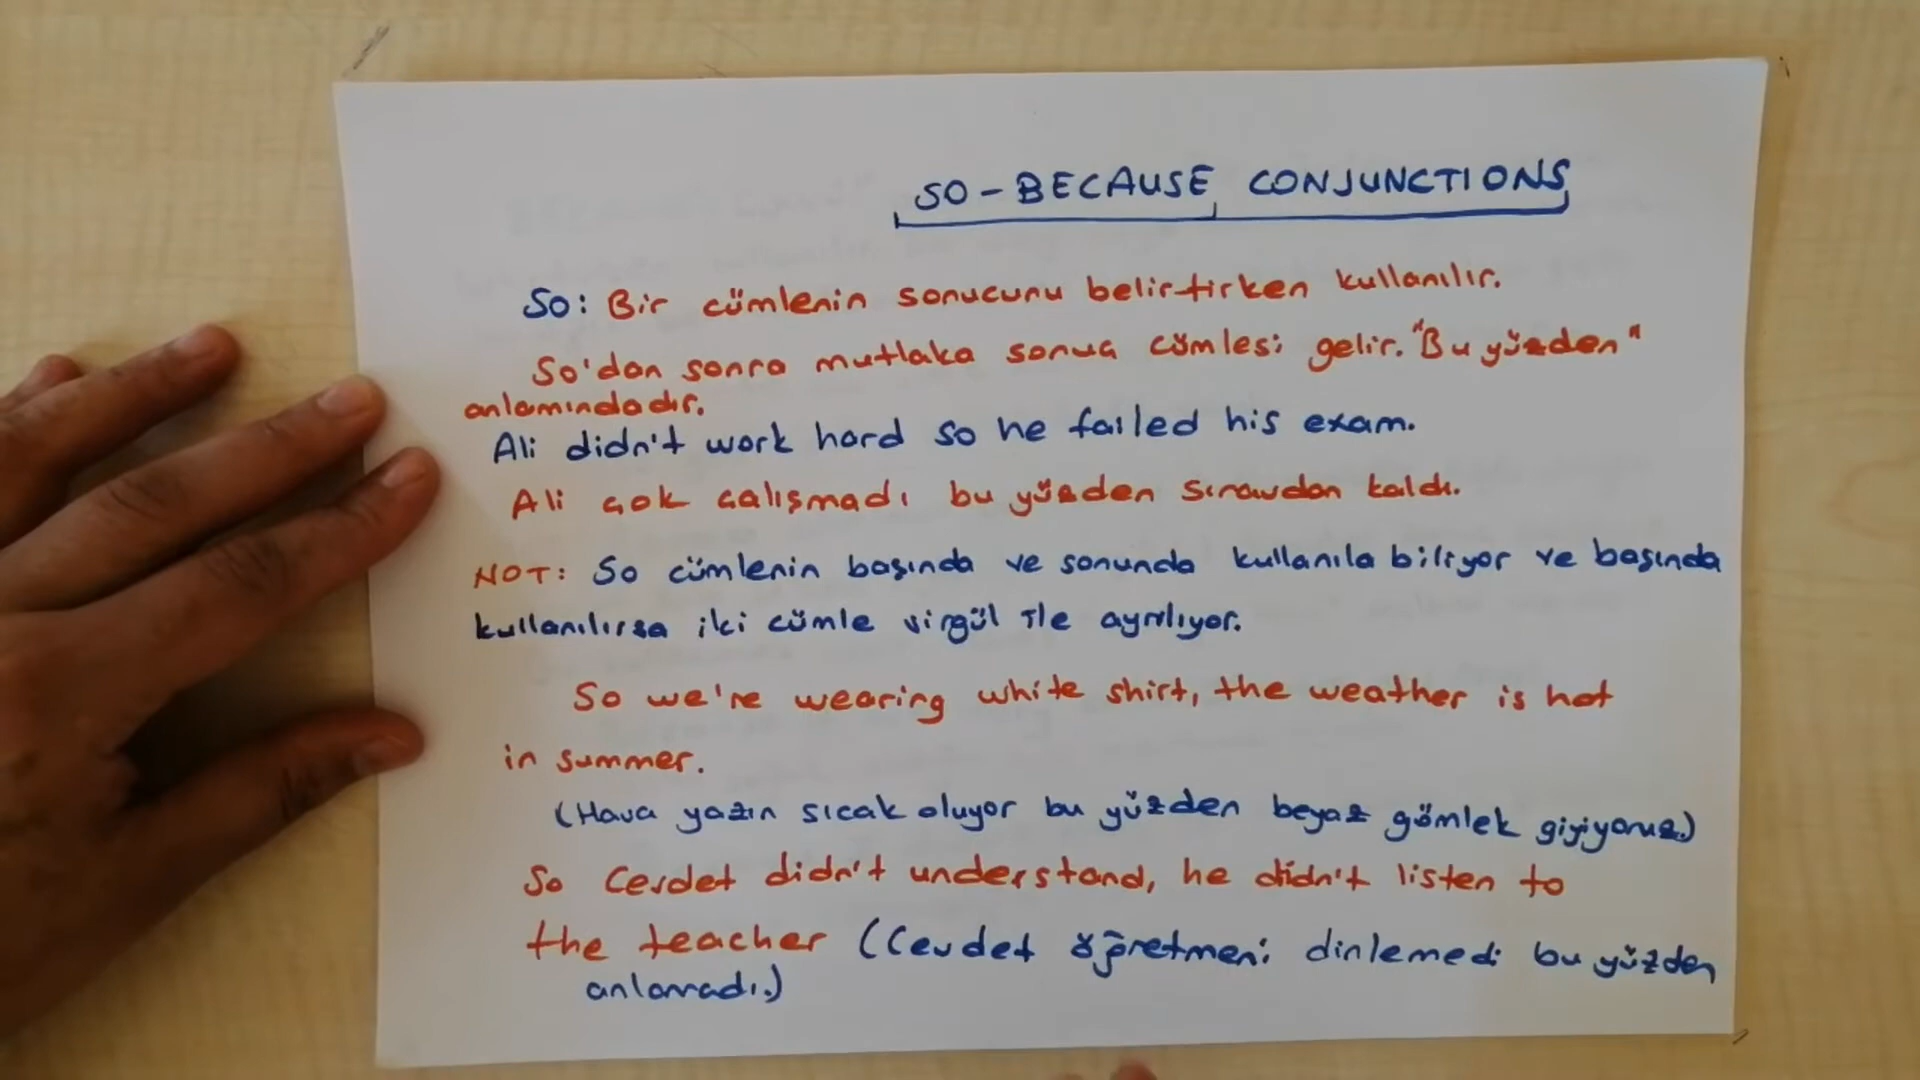 SO - BECAUSE CONJUNCTIONS
So: Bir cümlenin sonucunu belirtirken kullanılır.
So'dan sonra mutlaka sonuç cümlesi gelir. "Bu yüzden"
anlamındadır.
Ali didn't work hard so he failed his exam.
Ali çok çalışmadı bu yüzden sınavdan kaldı.
NOT: So cümlenin başında ve sonunda kullanıla biliyor ve başında
kullanılırsa iki cümle virgül ile ayrılıyor.
So we're wearing white shirt, the weather is hot
in summer.
(Hava yazın sıcak oluyor bu yüzden beyaz gömlek giyiyoruz.)
So Cevdet didn't understand, he didn't listen to
the teacher (Cevdet öğretmeni dinlemedi bu yüzden
anlamadı.)